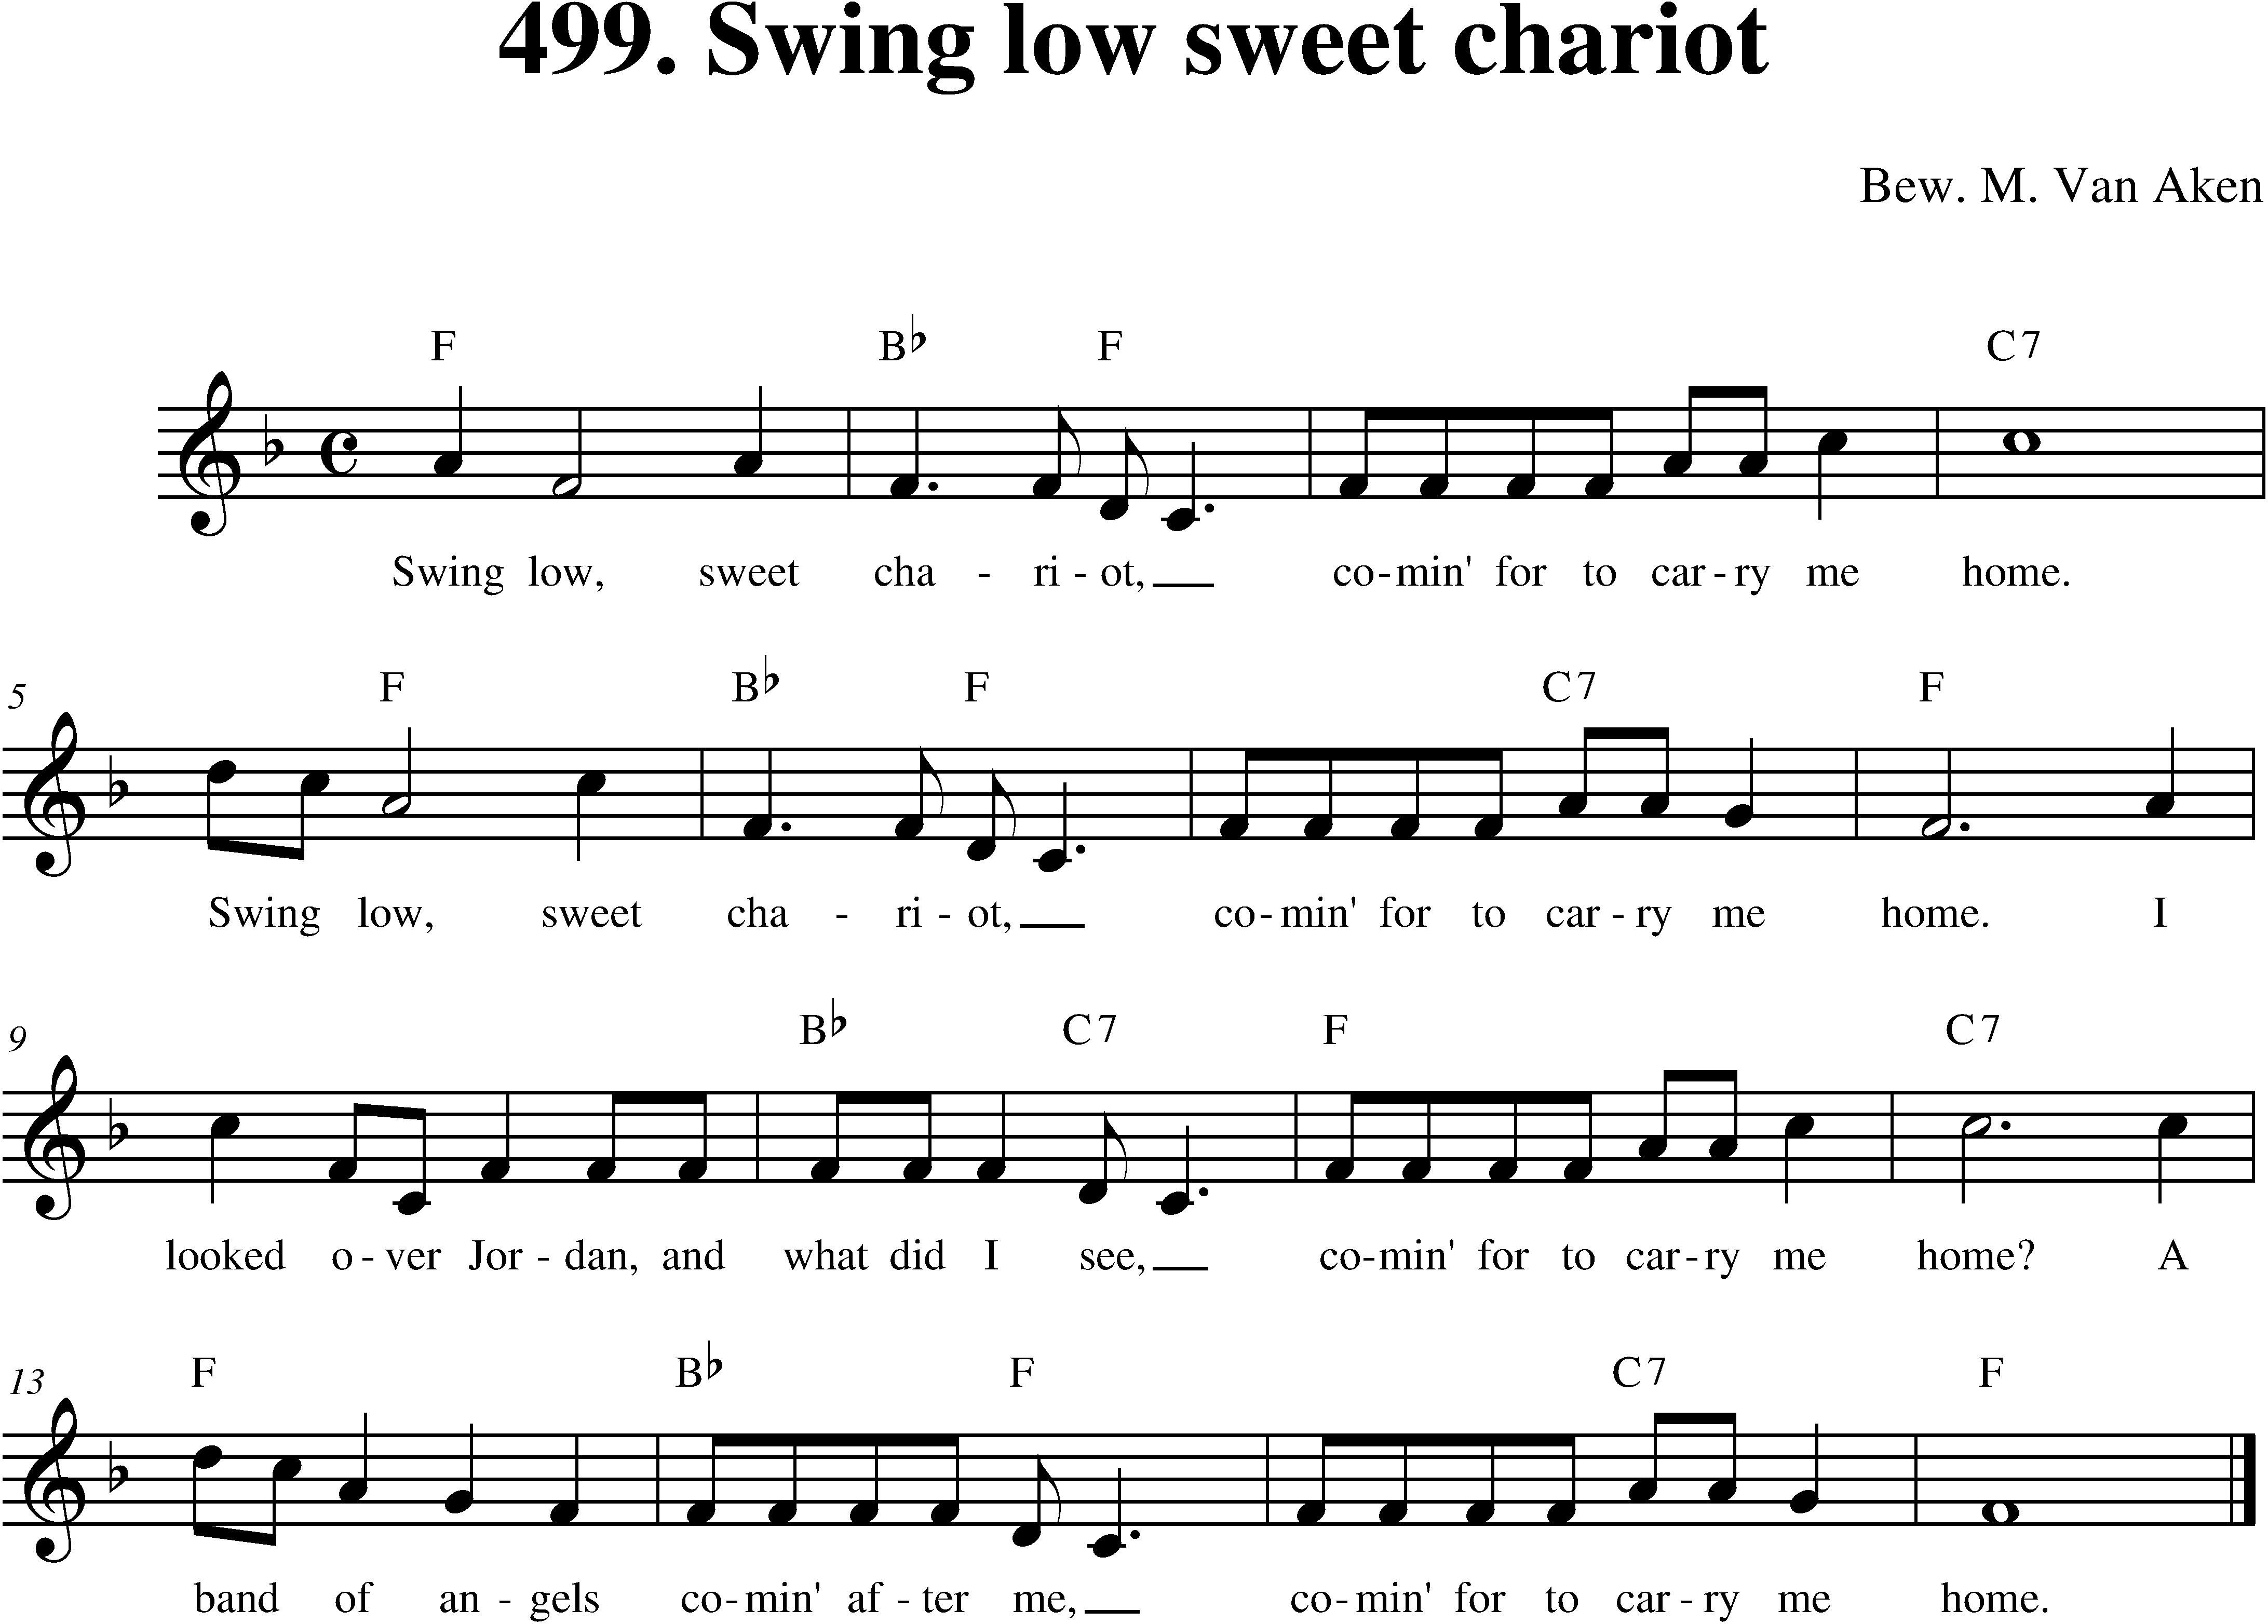 499. Swing low sweet chariot
Bew. M. Van Aken
F B♭ F C7
Swing low, sweet cha - ri - ot, co - min' for to car - ry me home.
5
F B♭ F C7 F
Swing low, sweet cha - ri - ot, co - min' for to car - ry me home. I
9
B♭ C7 F C7
looked o - ver Jor - dan, and what did I see, co - min' for to car - ry me home? A
13
F B♭ F C7 F
band of an - gels co - min' af - ter me, co - min' for to car - ry me home.